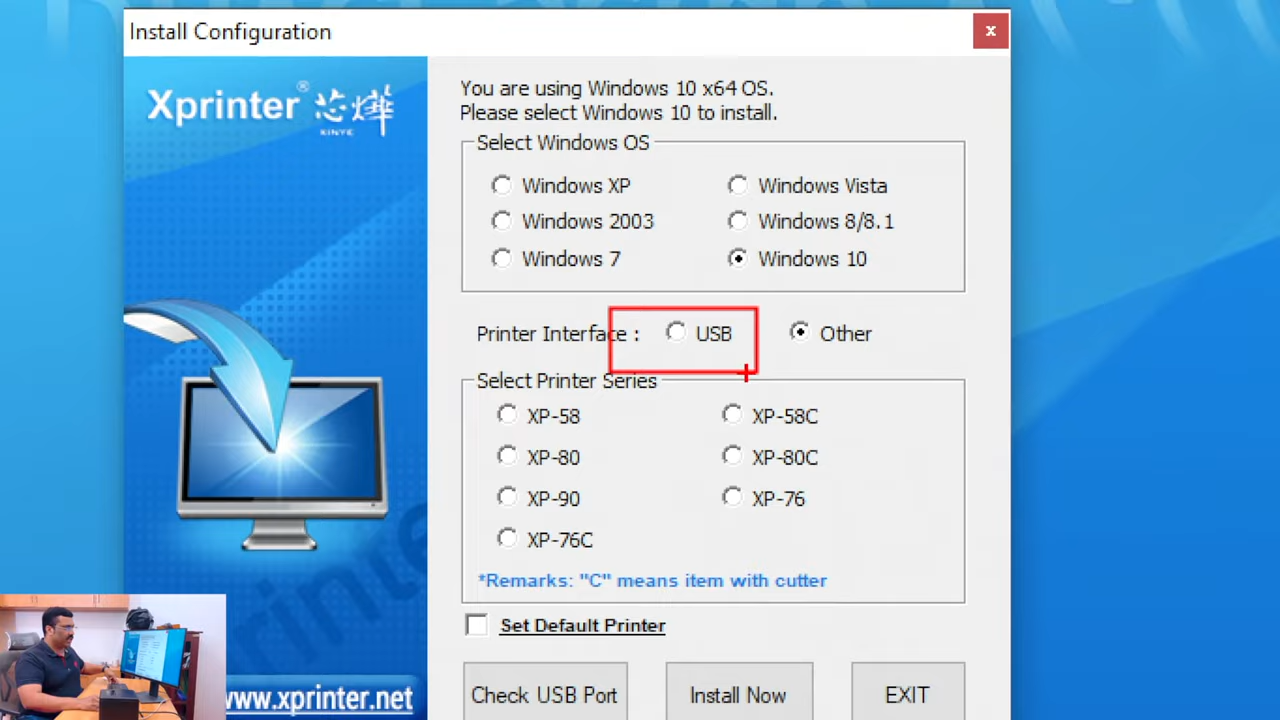 Install Configuration
x
Xprinter® 芯烨
XINYE
You are using Windows 10 x64 OS.
Please select Windows 10 to install.
Select Windows OS
Windows XP
Windows Vista
Windows 2003
Windows 8/8.1
Windows 7
Windows 10
Printer Interface :
USB
Other
Select Printer Series
XP-58
XP-58C
XP-80
XP-80C
XP-90
XP-76
XP-76C
*Remarks: "C" means item with cutter
Set Default Printer
www.xprinter.net
Check USB Port
Install Now
EXIT